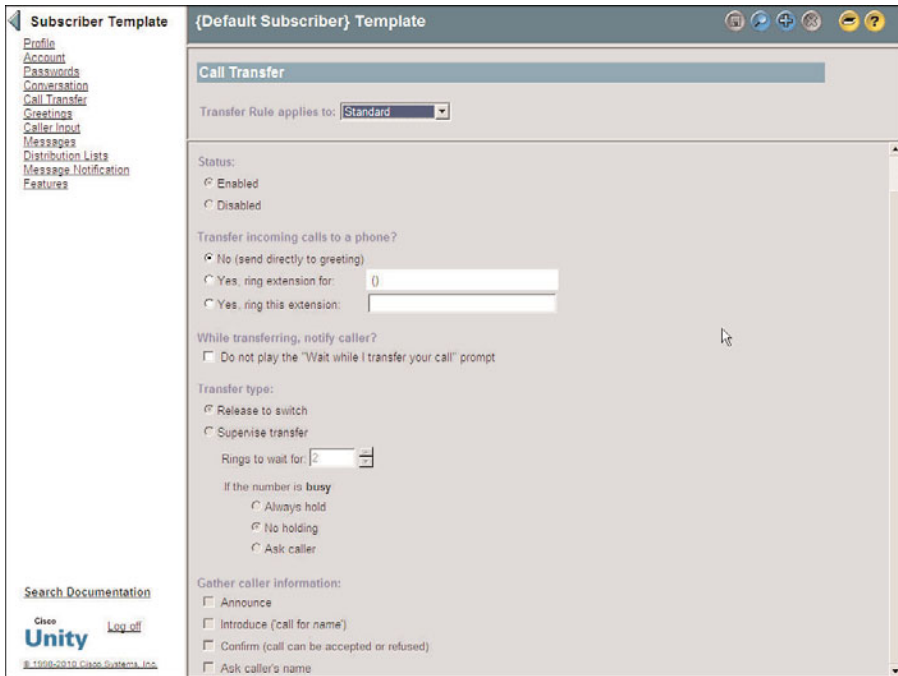 Subscriber Template
Profile
Account
Passwords
Conversation
Call Transfer
Greetings
Caller Input
Messages
Distribution Lists
Message Notification
Features
Search Documentation
Cisco
Unity
Log off
© 1998-2010 Cisco Systems, Inc.
{Default Subscriber} Template
?
Call Transfer
Transfer Rule applies to: Standard
Status:
Enabled
Disabled
Transfer incoming calls to a phone?
No (send directly to greeting)
Yes, ring extension for: ()
Yes, ring this extension:
While transferring, notify caller?
Do not play the "Wait while I transfer your call" prompt
Transfer type:
Release to switch
Supervise transfer
Rings to wait for: 2
If the number is busy
Always hold
No holding
Ask caller
Gather caller information:
Announce
Introduce ('call for name')
Confirm (call can be accepted or refused)
Ask caller's name